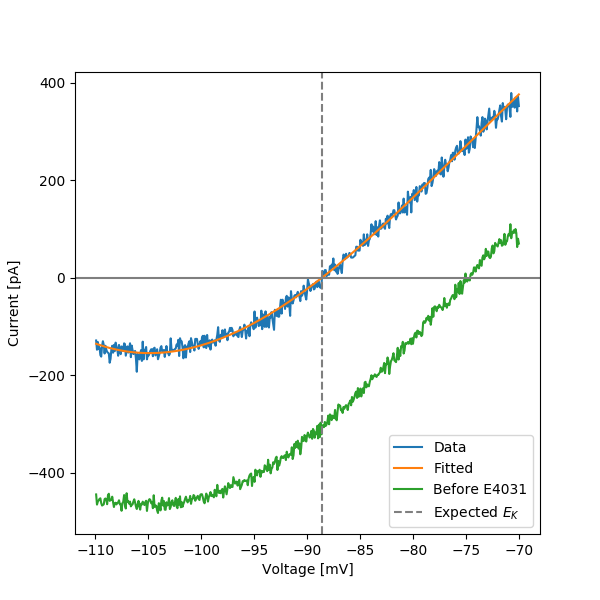 400
200
0
−200
−400
Current [pA]
−110
−105
−100
−95
−90
−85
−80
−75
−70
Voltage [mV]
Data
Fitted
Before E4031
Expected E_K